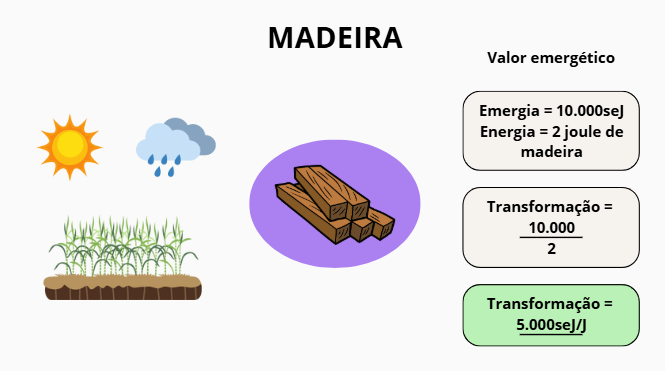 MADEIRA
Valor emergético
Emergia = 10.000seJ
Energia = 2 joule de
madeira
Transformação =
10.000
2
Transformação =
5.000seJ/J